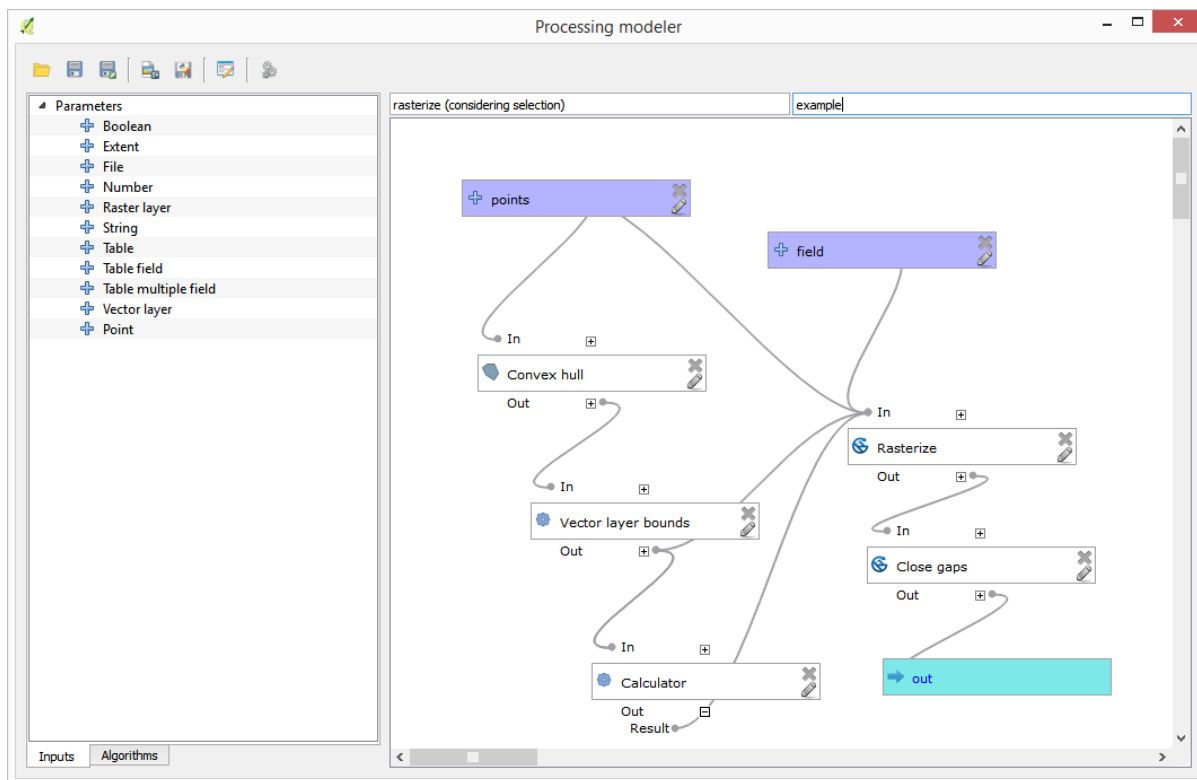 Processing modeler
Parameters
Boolean
Extent
File
Number
Raster layer
String
Table
Table field
Table multiple field
Vector layer
Point
Inputs
Algorithms
rasterize (considering selection)
example
points
field
In
Convex hull
Out
In
Rasterize
Out
In
Vector layer bounds
Out
In
Close gaps
Out
In
Calculator
Out
Result
out